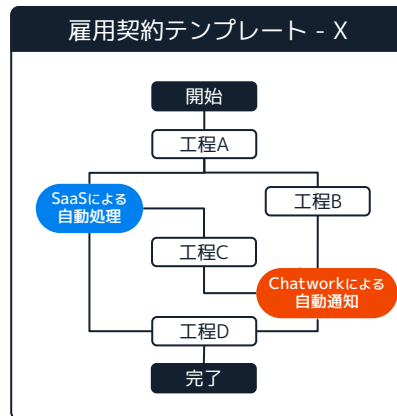 雇用契約テンプレート - X
開始
工程A
SaaSによる
自動処理
工程B
工程C
Chatworkによる
自動通知
工程D
完了